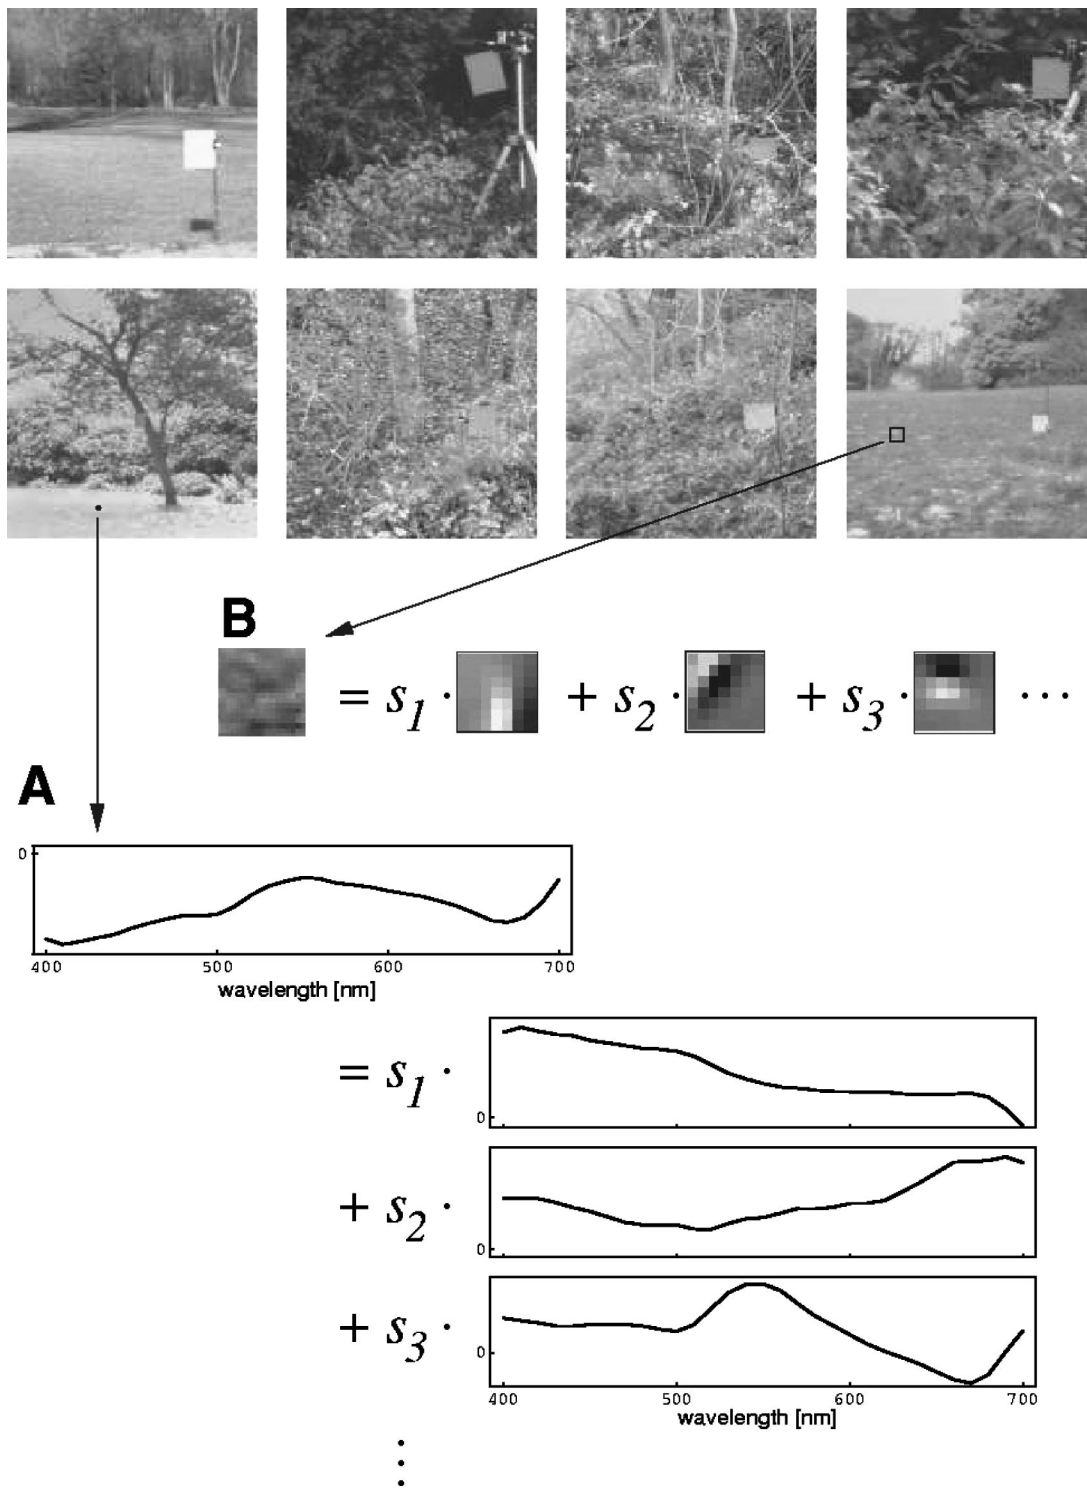 B
= s1 · + s2 · + s3 · ···
A
0
400 500 600 700
wavelength [nm]
= s1 ·
0
+ s2 ·
0
+ s3 ·
0
400 500 600 700
wavelength [nm]
⋮